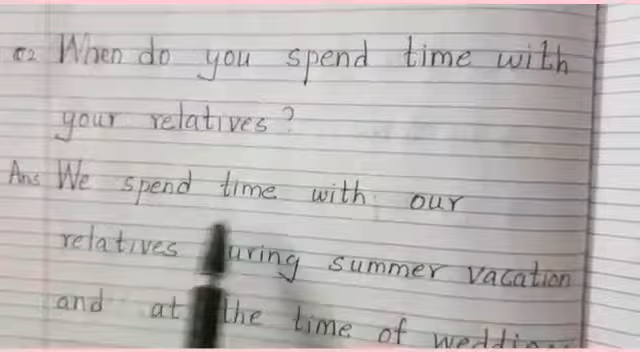 Q2 When do you spend time with
your relatives?
Ans We spend time with our
relatives during summer vacation
and at the time of